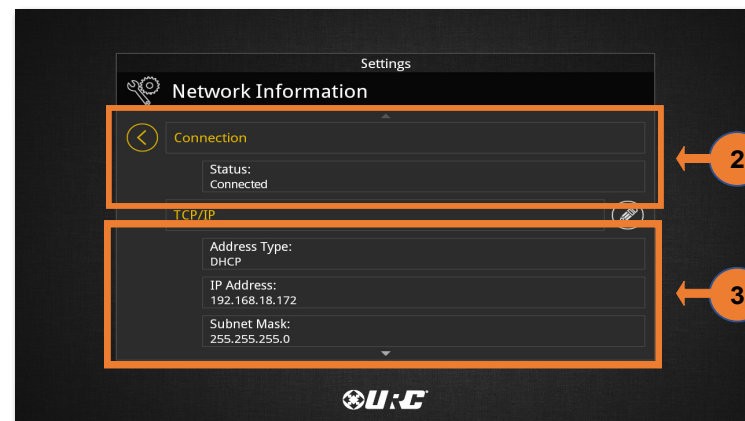 Settings
Network Information
Connection
Status:
Connected
2
TCP/IP
Address Type:
DHCP
IP Address:
192.168.18.172
3
Subnet Mask:
255.255.255.0
URC